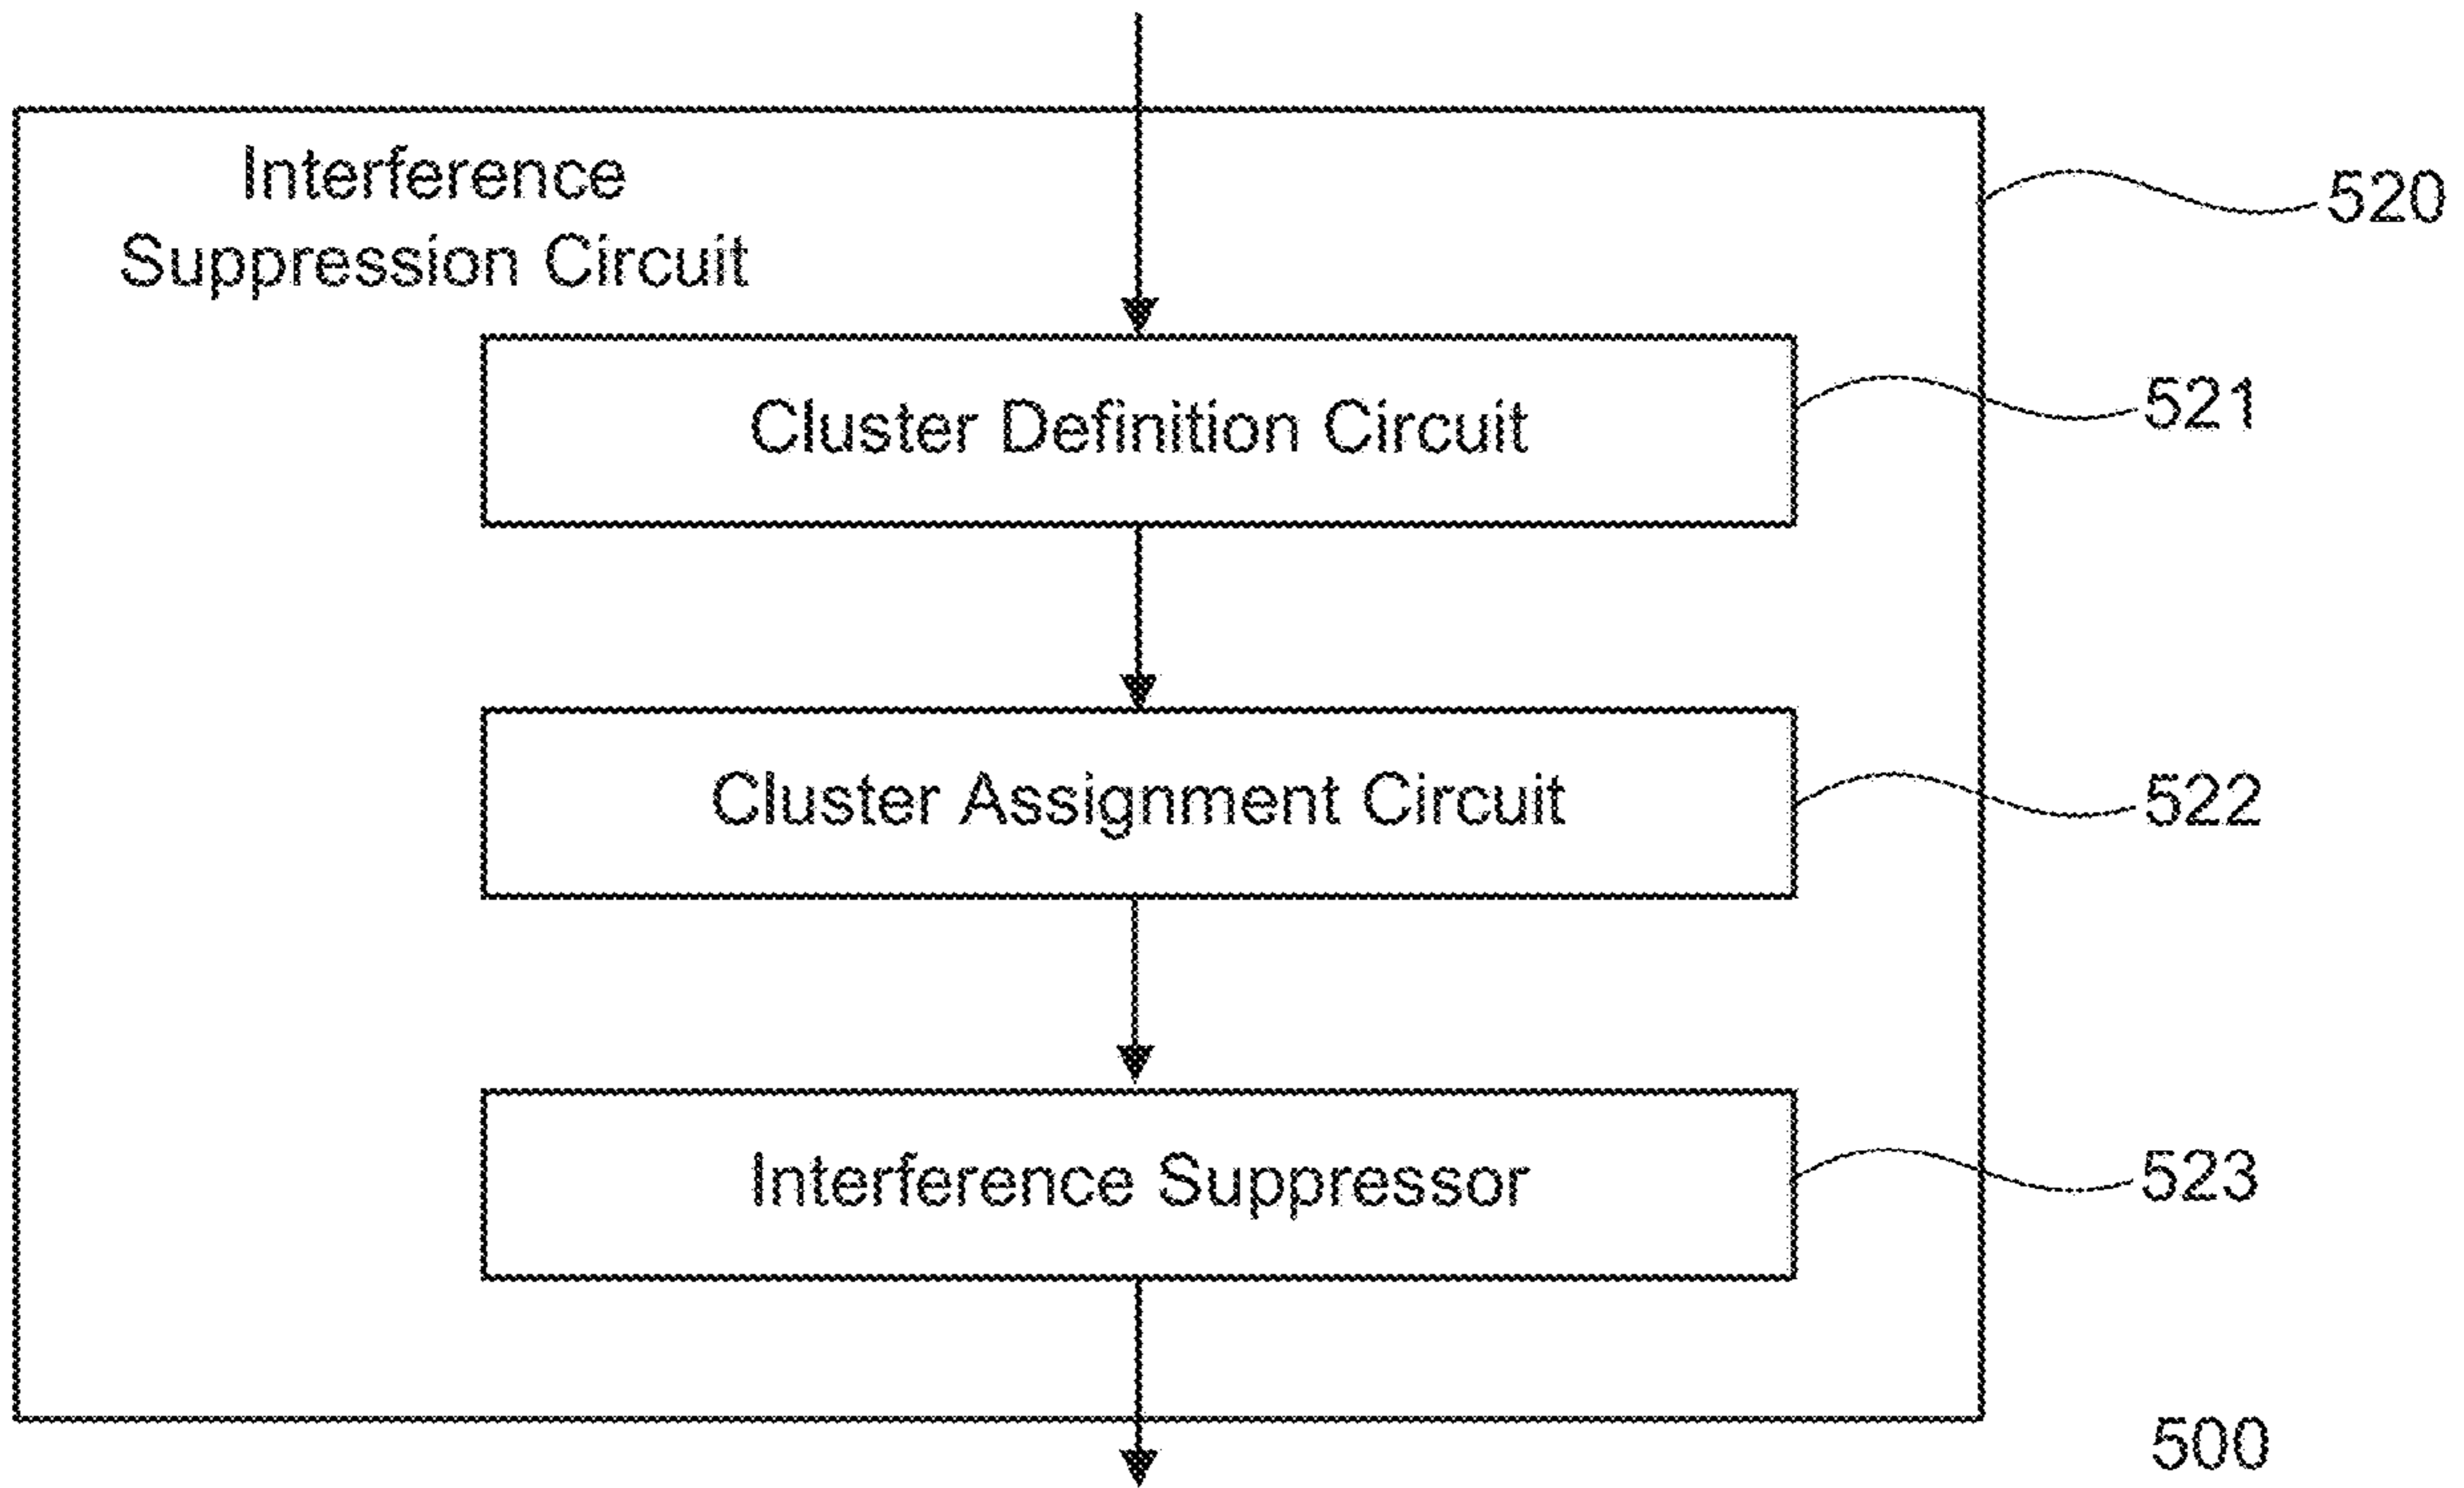 Interference
Suppression Circuit
520
Cluster Definition Circuit
521
Cluster Assignment Circuit
522
Interference Suppressor
523
500